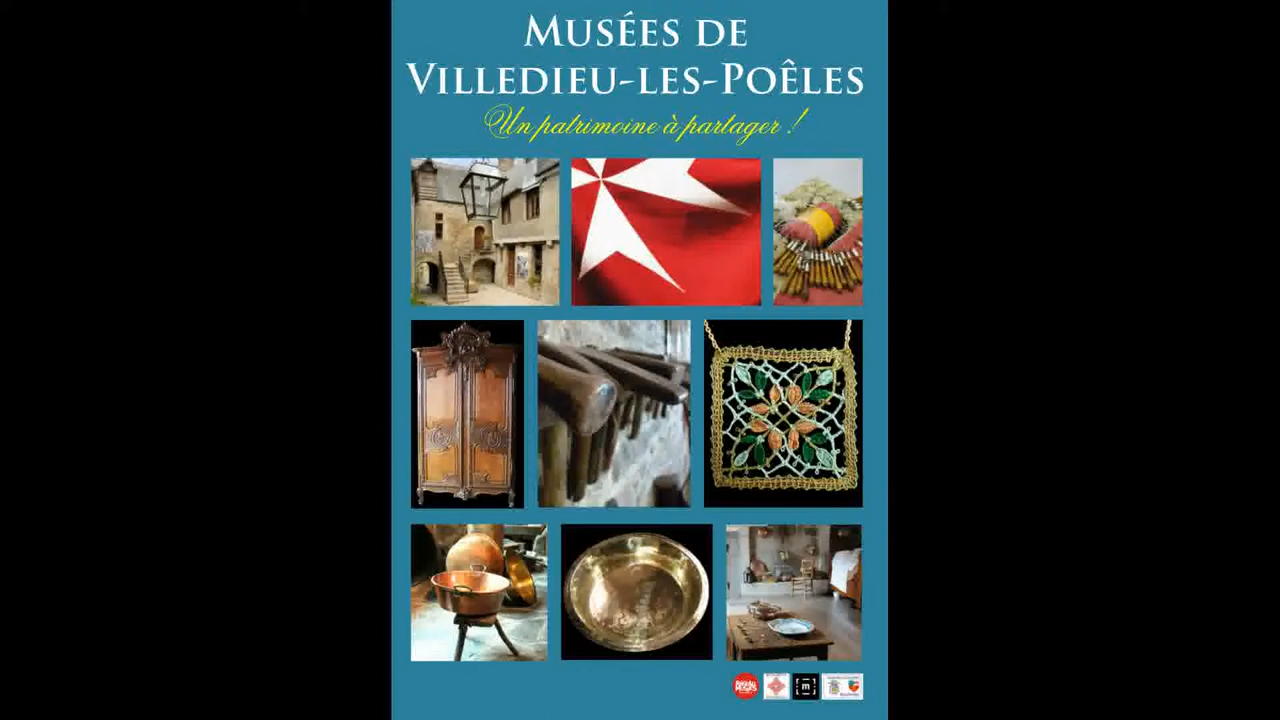 Musées de
Villedieu-les-Poêles
Un patrimoine à partager !
[m]